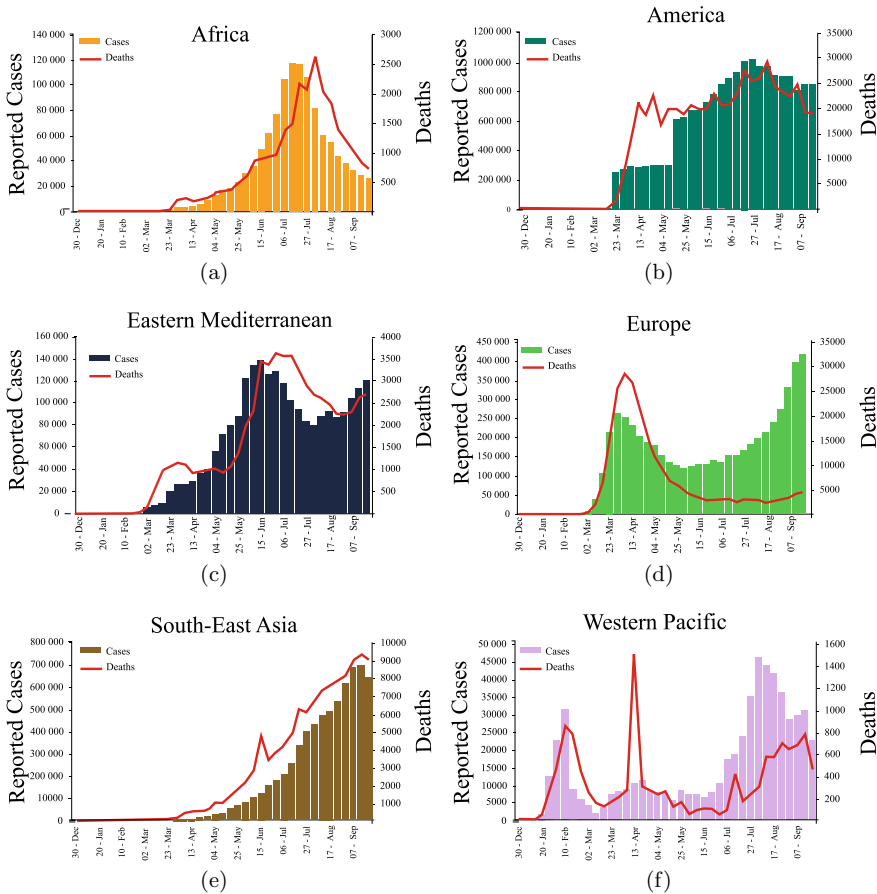 Africa
Reported Cases
Deaths
Cases
Deaths
140 000
120 000
100 000
80 000
60 000
40 000
20 000
0
3000
2500
2000
1500
1000
500
30 - Dec
20 - Jan
10 - Feb
02 - Mar
23 - Mar
13 - Apr
04 - May
25 - May
15 - Jun
06 - Jul
27 - Jul
17 - Aug
07 - Sep
(a)
America
Reported Cases
Deaths
Cases
Deaths
1200 000
1000 000
800 000
600 000
400 000
200 000
0
35000
30000
25000
20000
15000
10000
5000
30 - Dec
20 - Jan
10 - Feb
02 - Mar
23 - Mar
13 - Apr
04 - May
25 - May
15 - Jun
06 - Jul
27 - Jul
17 - Aug
07 - Sep
(b)
Eastern Mediterranean
Reported Cases
Deaths
Cases
Deaths
160 000
140 000
120 000
100 000
80 000
60 000
40 000
20 000
0
4000
3500
3000
2500
2000
1500
1000
500
30 - Dec
20 - Jan
10 - Feb
02 - Mar
23 - Mar
13 - Apr
04 - May
25 - May
15 - Jun
06 - Jul
27 - Jul
17 - Aug
07 - Sep
(c)
Europe
Reported Cases
Deaths
Cases
Deaths
450 000
400 000
350 000
300 000
250 000
200 000
150 000
100 000
50 000
0
35000
30000
25000
20000
15000
10000
5000
30 - Dec
20 - Jan
10 - Feb
02 - Mar
23 - Mar
13 - Apr
04 - May
25 - May
15 - Jun
06 - Jul
27 - Jul
17 - Aug
07 - Sep
(d)
South-East Asia
Reported Cases
Deaths
Cases
Deaths
800 000
700 000
600 000
500 000
400 000
300 000
200 000
10000
0
10000
9000
8000
7000
6000
5000
4000
3000
2000
1000
30 - Dec
20 - Jan
10 - Feb
02 - Mar
23 - Mar
13 - Apr
04 - May
25 - May
15 - Jun
06 - Jul
27 - Jul
17 - Aug
07 - Sep
(e)
Western Pacific
Reported Cases
Deaths
Cases
Deaths
50 000
45000
40000
35000
30000
25000
20000
15000
10000
5000
0
1600
1400
1200
1000
800
600
400
200
30 - Dec
20 - Jan
10 - Feb
02 - Mar
23 - Mar
13 - Apr
04 - May
25 - May
15 - Jun
06 - Jul
27 - Jul
17 - Aug
07 - Sep
(f)